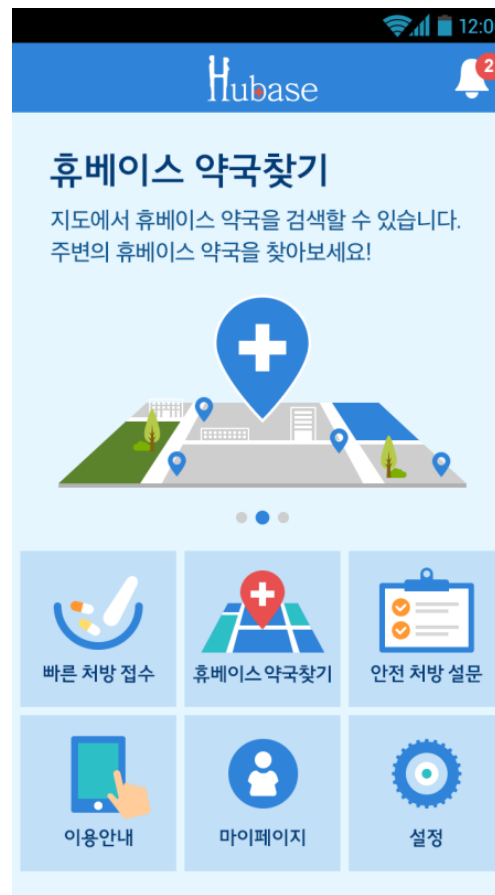 12:0
Hubase
2
휴베이스 약국찾기
지도에서 휴베이스 약국을 검색할 수 있습니다.
주변의 휴베이스 약국을 찾아보세요!
빠른 처방 접수
휴베이스약국찾기
안전 처방 설문
이용안내
마이페이지
설정